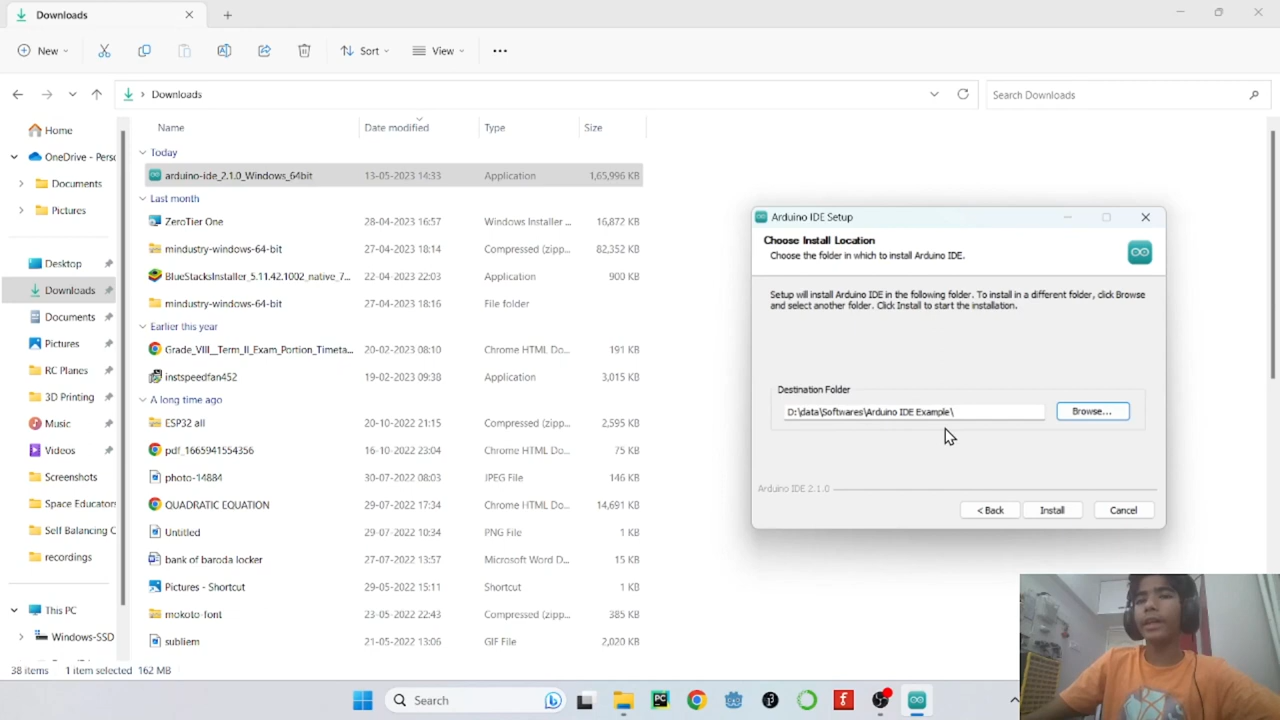 Downloads
New
Sort
View
Downloads
Search Downloads
Home
OneDrive - Pers
Documents
Pictures
Desktop
Downloads
Documents
Pictures
RC Planes
3D Printing
Music
Videos
Screenshots
Space Educators
Self Balancing C
recordings
This PC
Windows-SSD
Name Date modified Type Size
Today
arduino-ide_2.1.0_Windows_64bit 13-05-2023 14:33 Application 1,65,996 KB
Last month
ZeroTier One 28-04-2023 16:57 Windows Installer ... 16,872 KB
mindustry-windows-64-bit 27-04-2023 18:14 Compressed (zipp... 82,352 KB
BlueStacksInstaller_5.11.42.1002_native_7... 22-04-2023 22:03 Application 900 KB
mindustry-windows-64-bit 27-04-2023 18:16 File folder
Earlier this year
Grade_VIII__Term_II_Exam_Portion_Timeta... 20-02-2023 08:10 Chrome HTML Do... 191 KB
instspeedfan452 19-02-2023 09:38 Application 3,015 KB
A long time ago
ESP32 all 20-10-2022 21:15 Compressed (zipp... 2,595 KB
pdf_1665941554356 16-10-2022 23:04 Chrome HTML Do... 75 KB
photo-14884 30-07-2022 08:03 JPEG File 146 KB
QUADRATIC EQUATION 29-07-2022 17:34 Chrome HTML Do... 14,691 KB
Untitled 29-07-2022 10:34 PNG File 1 KB
bank of baroda locker 27-07-2022 13:57 Microsoft Word D... 15 KB
Pictures - Shortcut 29-05-2022 15:11 Shortcut 1 KB
mokoto-font 23-05-2022 22:43 Compressed (zipp... 385 KB
subliem 21-05-2022 13:06 GIF File 2,020 KB
38 items 1 item selected 162 MB
Arduino IDE Setup
Choose Install Location
Choose the folder in which to install Arduino IDE.
Setup will install Arduino IDE in the following folder. To install in a different folder, click Browse
and select another folder. Click Install to start the installation.
Destination Folder
D:\data\Softwares\Arduino IDE Example\
Browse...
Arduino IDE 2.1.0
< Back Install Cancel
Search
PC